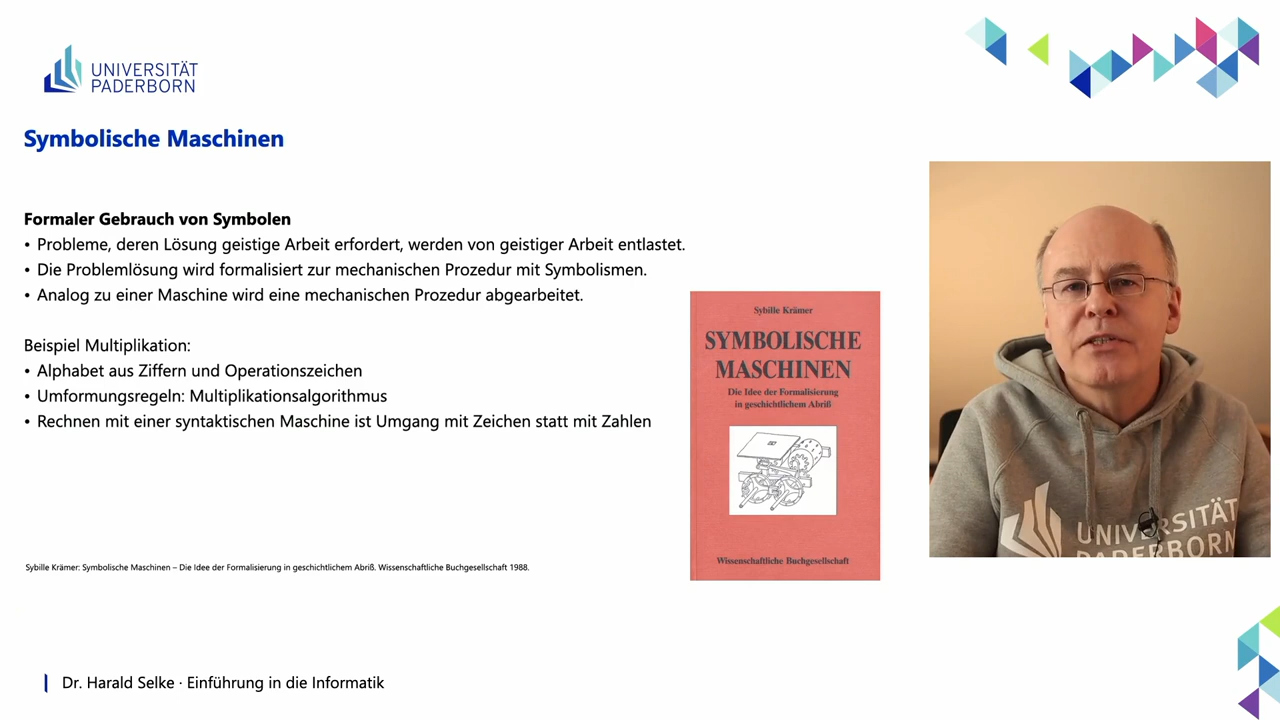 UNIVERSITÄT
PADERBORN
Symbolische Maschinen
Formaler Gebrauch von Symbolen
• Probleme, deren Lösung geistige Arbeit erfordert, werden von geistiger Arbeit entlastet.
• Die Problemlösung wird formalisiert zur mechanischen Prozedur mit Symbolismen.
• Analog zu einer Maschine wird eine mechanischen Prozedur abgearbeitet.
Beispiel Multiplikation:
• Alphabet aus Ziffern und Operationszeichen
• Umformungsregeln: Multiplikationsalgorithmus
• Rechnen mit einer syntaktischen Maschine ist Umgang mit Zeichen statt mit Zahlen
Sybille Krämer
SYMBOLISCHE
MASCHINEN
Die Idee der Formalisierung
in geschichtlichem Abriß
Wissenschaftliche Buchgesellschaft
UNIVERSITÄT
PADERBORN
Sybille Krämer: Symbolische Maschinen – Die Idee der Formalisierung in geschichtlichem Abriß. Wissenschaftliche Buchgesellschaft 1988.
Dr. Harald Selke · Einführung in die Informatik